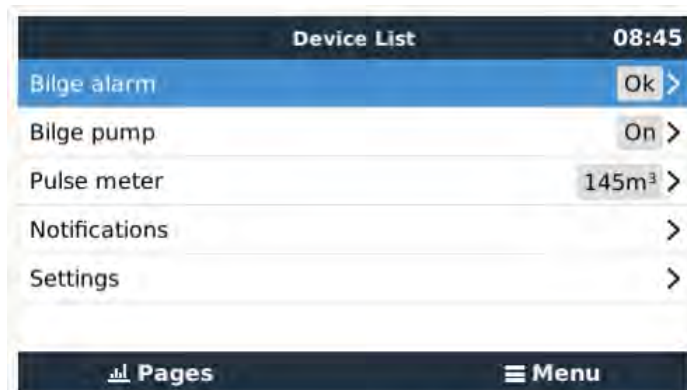 Device List 08:45
Bilge alarm Ok
Bilge pump On
Pulse meter 145m³
Notifications
Settings
Pages Menu